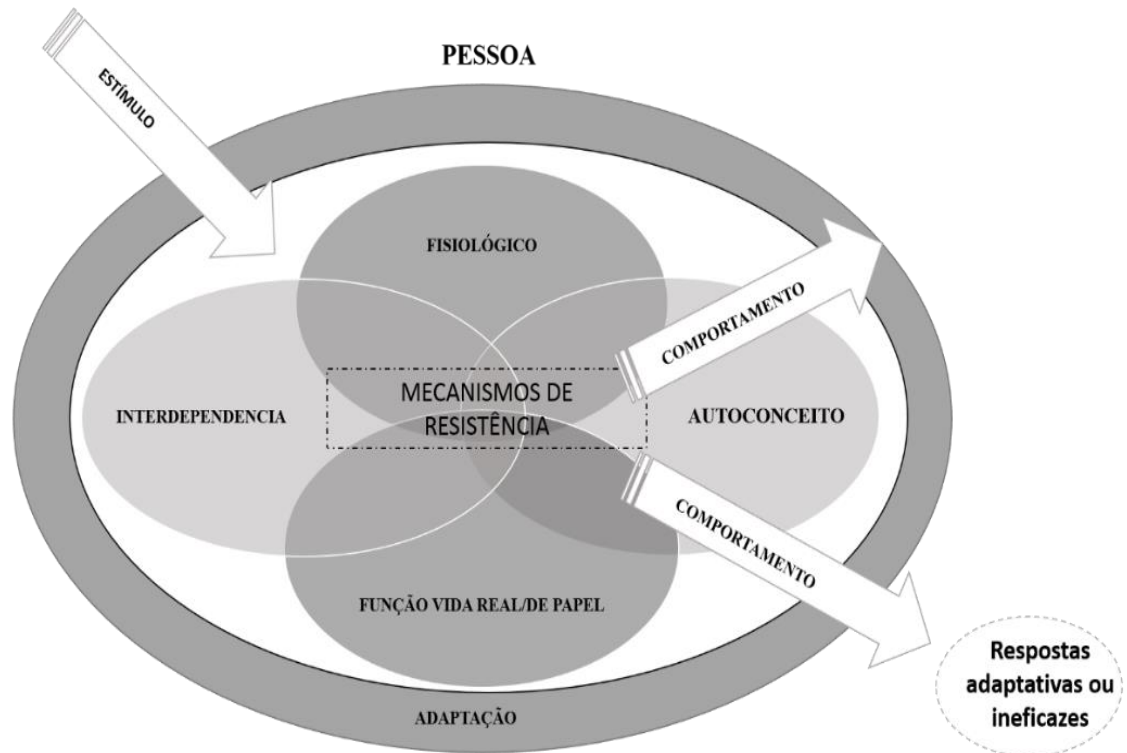 PESSOA
ESTÍMULO
FISIOLÓGICO
COMPORTAMENTO
INTERDEPENDENCIA
MECANISMOS DE
RESISTÊNCIA
AUTOCONCEITO
COMPORTAMENTO
FUNÇÃO VIDA REAL/DE PAPEL
Respostas
adaptativas ou
ineficazes
ADAPTAÇÃO